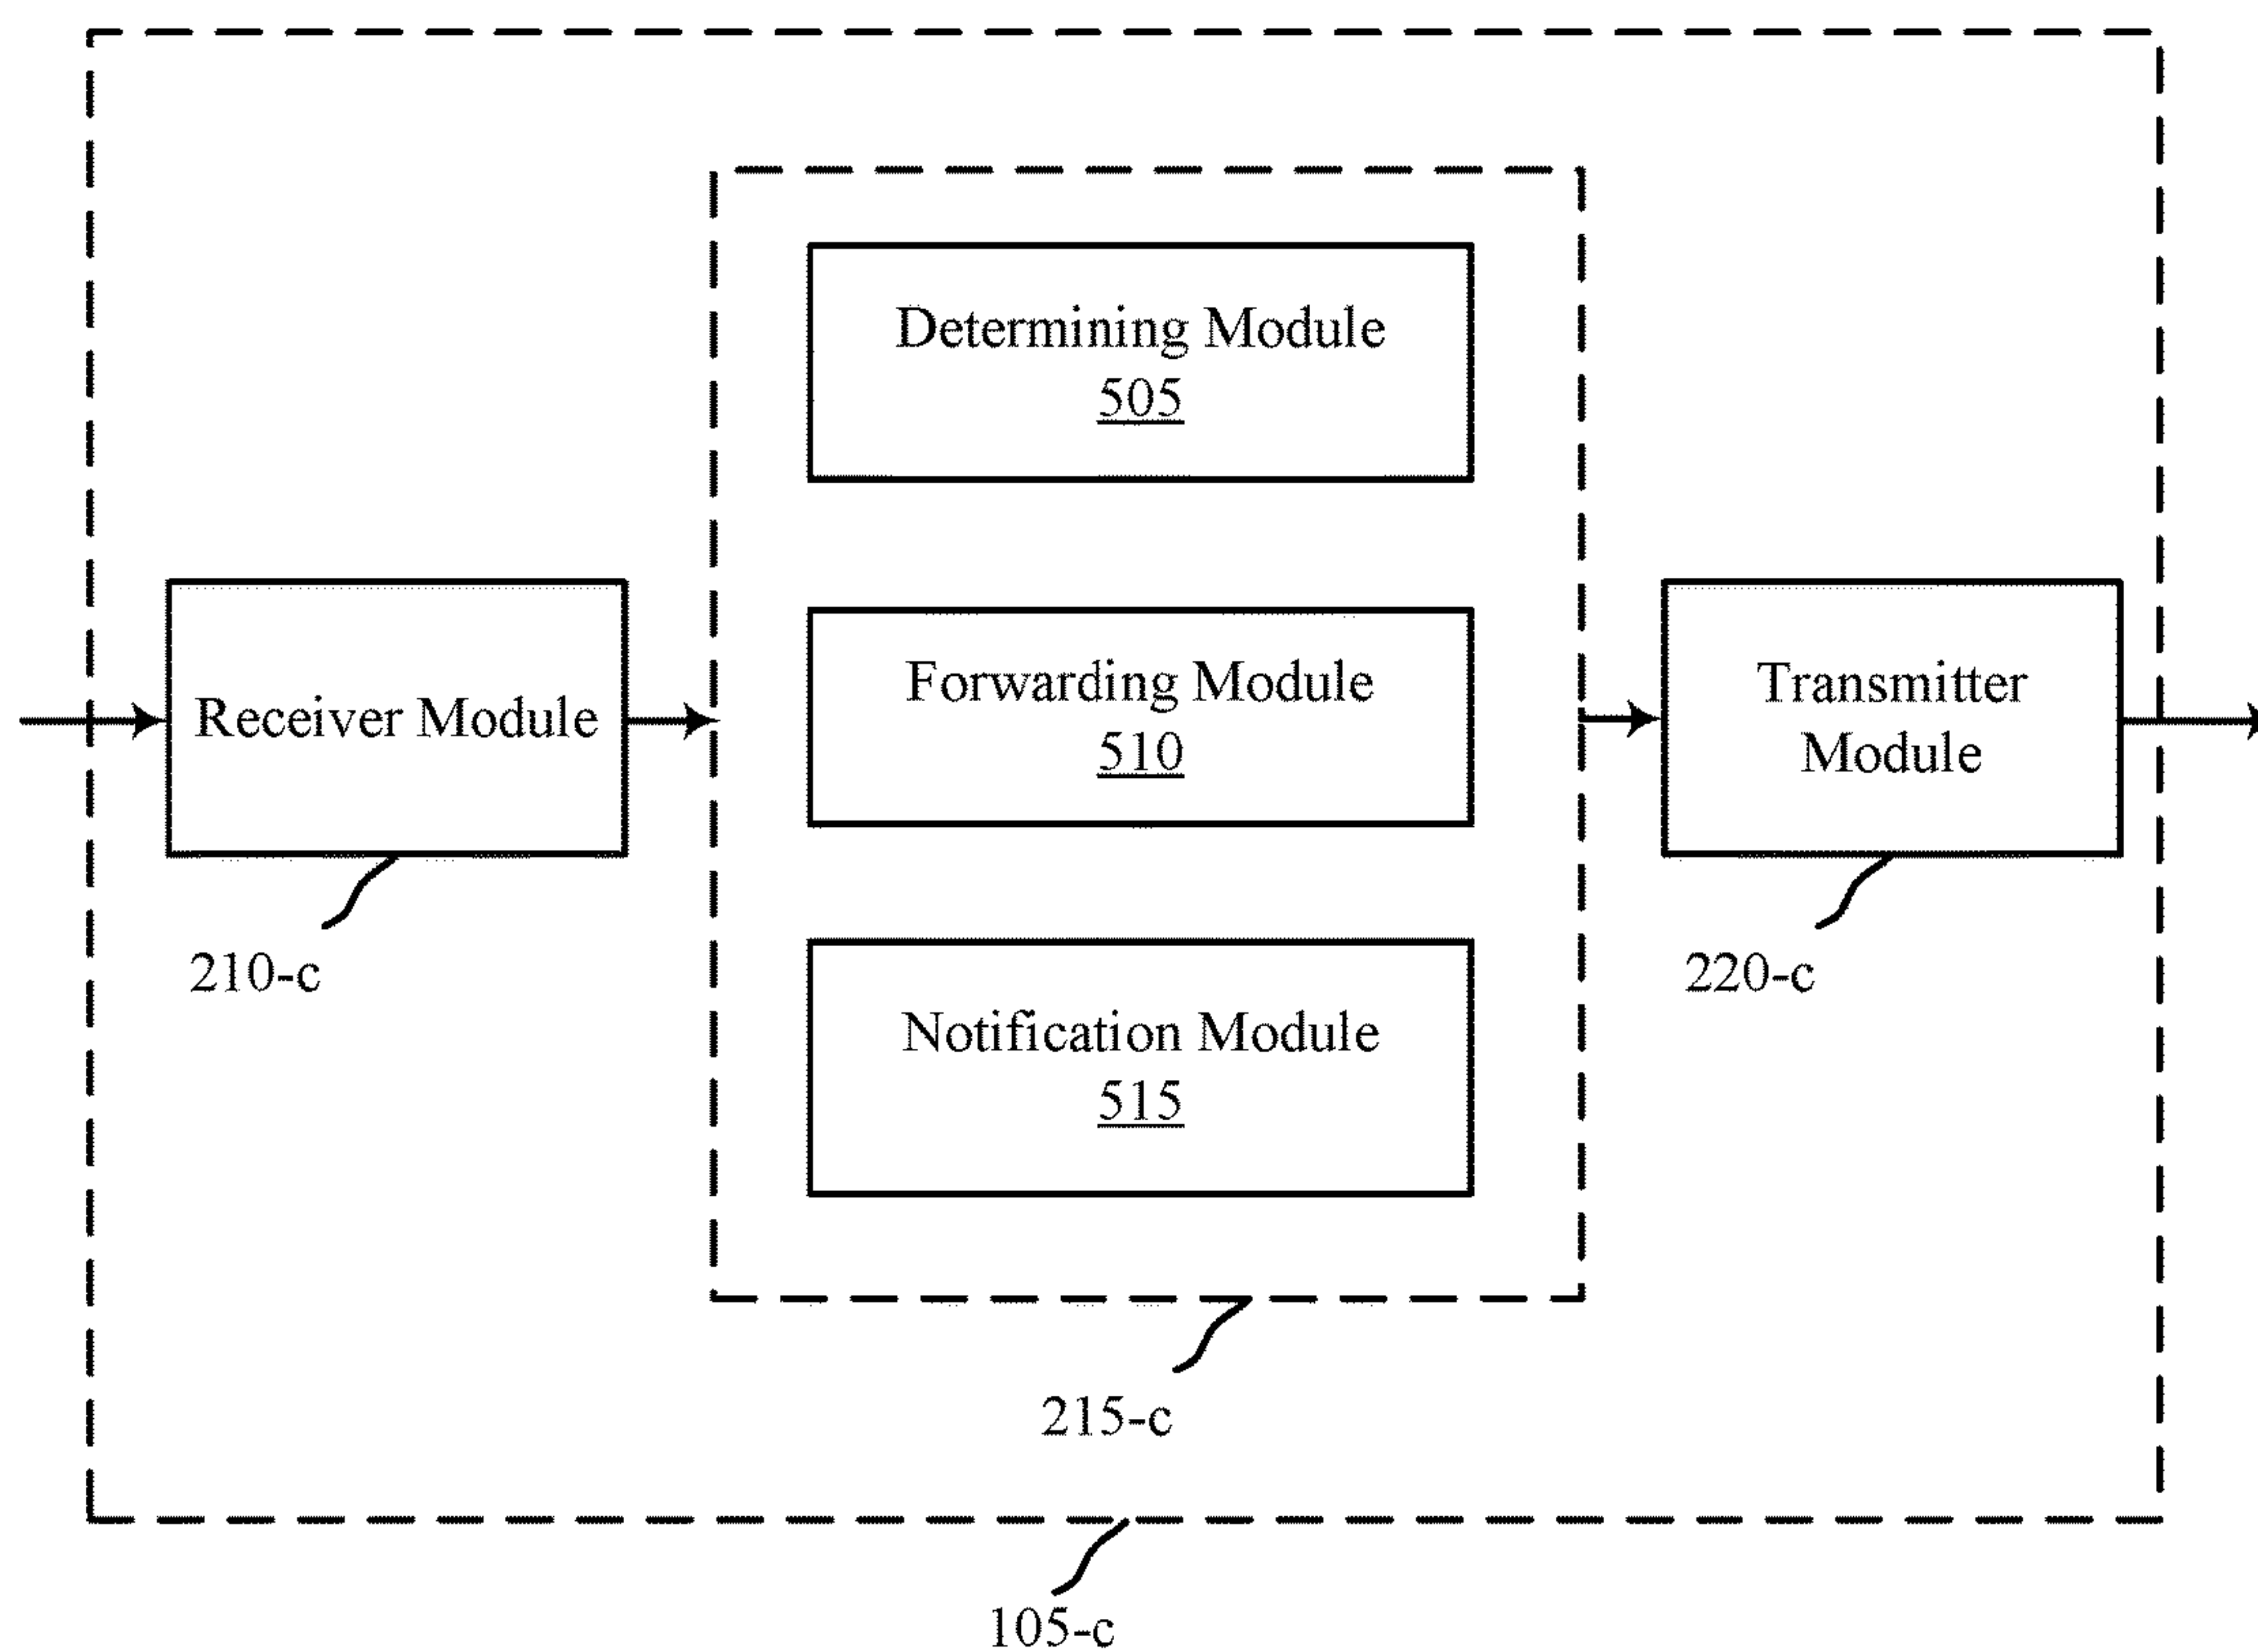 Determining Module
505
Receiver Module
Forwarding Module
510
Transmitter
Module
210-c
220-c
Notification Module
515
215-c
105-c